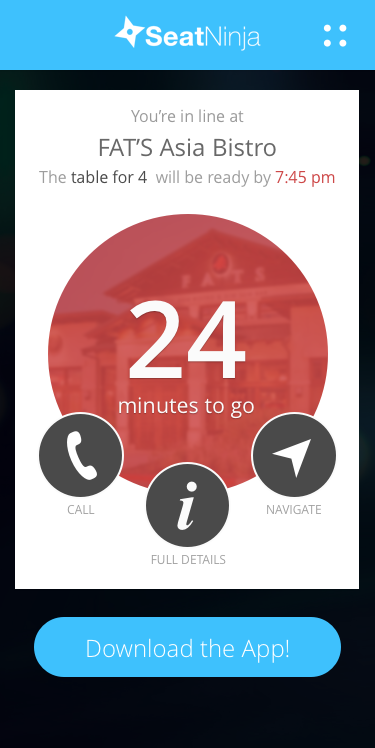 SeatNinja
You're in line at
FAT'S Asia Bistro
The table for 4 will be ready by 7:45 pm
FATS
24
minutes to go
CALL
NAVIGATE
FULL DETAILS
Download the App!